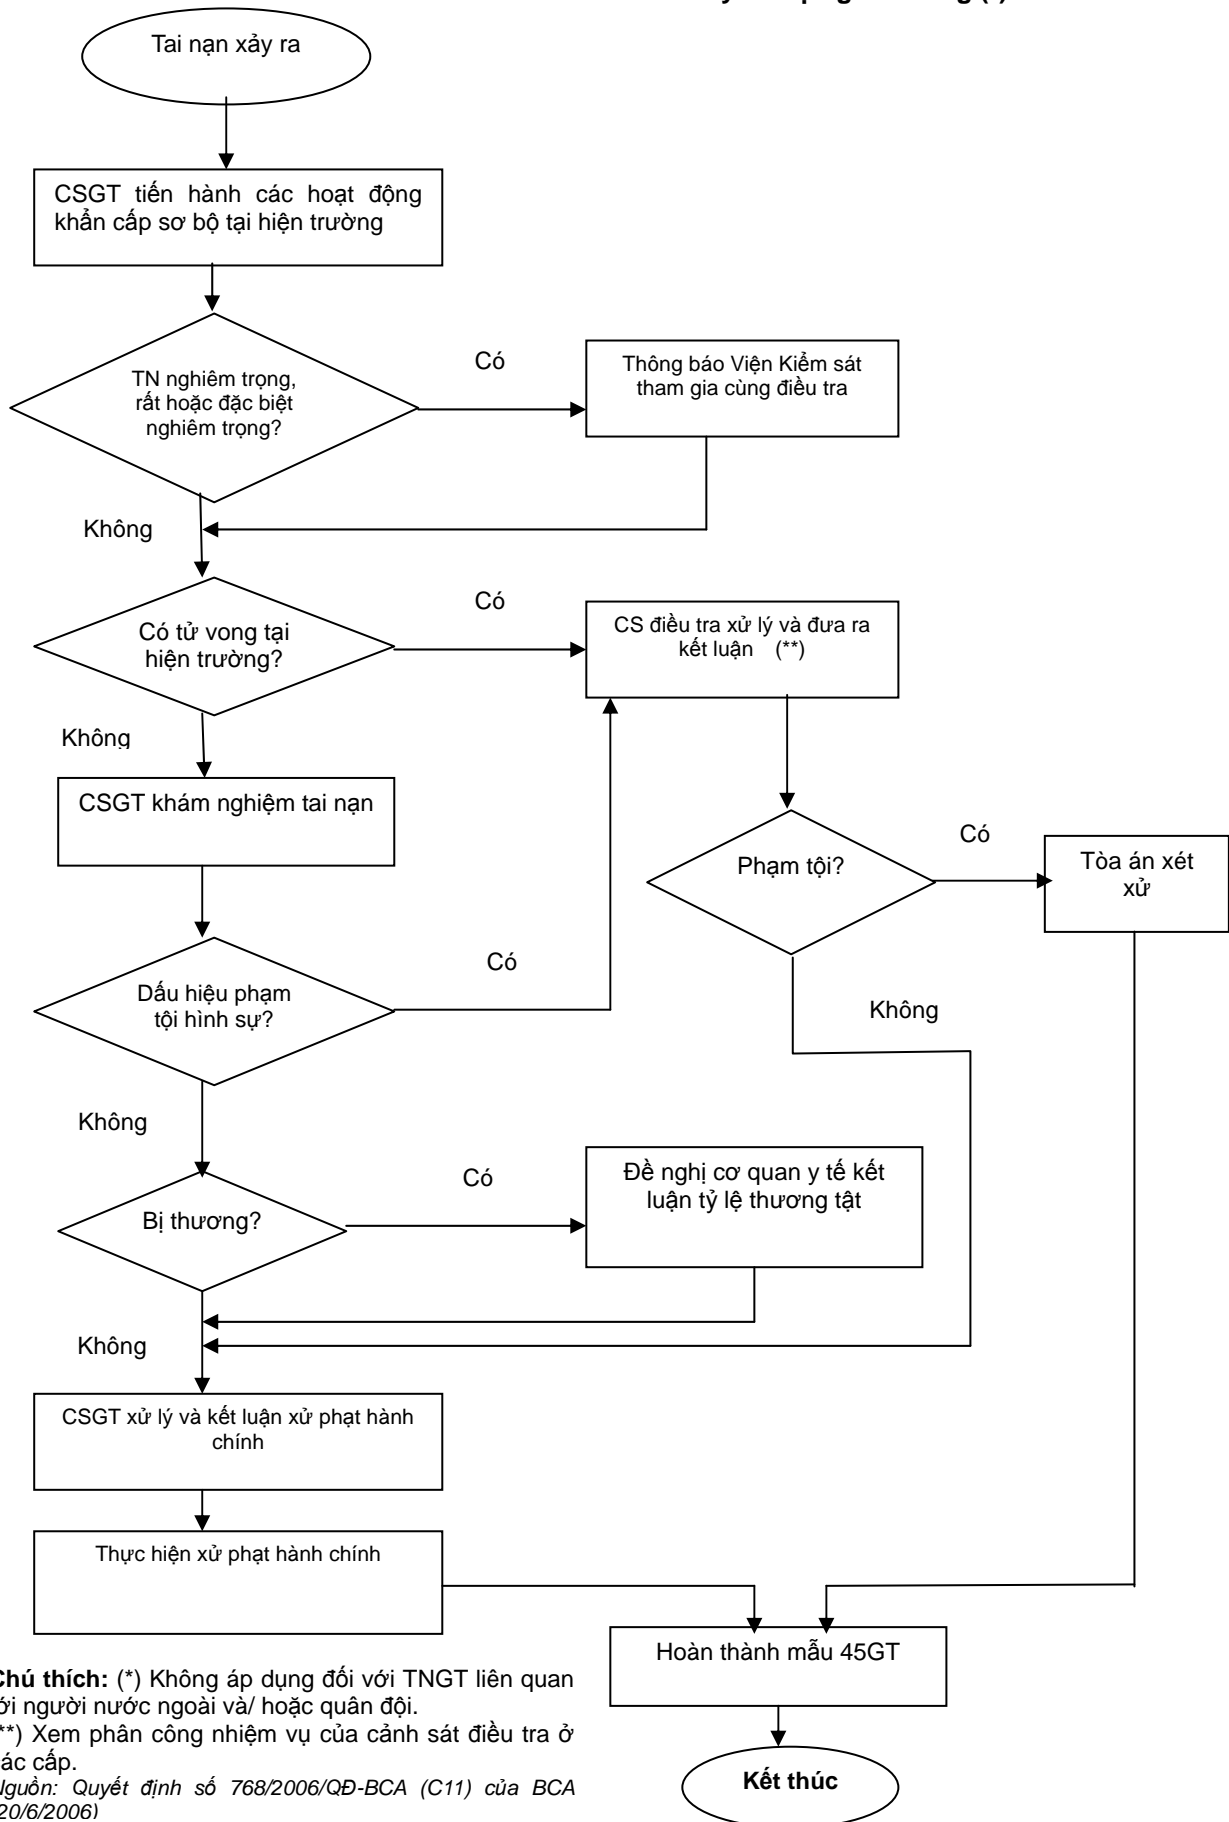 Tai nạn xảy ra
CSGT tiến hành các hoạt động
khẩn cấp sơ bộ tại hiện trường
TN nghiêm trọng,
rất hoặc đặc biệt
nghiêm trọng?
Có
Thông báo Viện Kiểm sát
tham gia cùng điều tra
Không
Có tử vong tại
hiện trường?
Có
CS điều tra xử lý và đưa ra
kết luận (**)
Không
CSGT khám nghiệm tai nạn
Phạm tội?
Có
Tòa án xét
xử
Dấu hiệu phạm
tội hình sự?
Có
Không
Không
Bị thương?
Có
Đề nghị cơ quan y tế kết
luận tỷ lệ thương tật
Không
CSGT xử lý và kết luận xử phạt hành
chính
Thực hiện xử phạt hành chính
Hoàn thành mẫu 45GT
Kết thúc
Chú thích: (*) Không áp dụng đối với TNGT liên quan
ới người nước ngoài và/ hoặc quân đội.
**) Xem phân công nhiệm vụ của cảnh sát điều tra ở
ác cấp.
Nguồn: Quyết định số 768/2006/QĐ-BCA (C11) của BCA
20/6/2006)